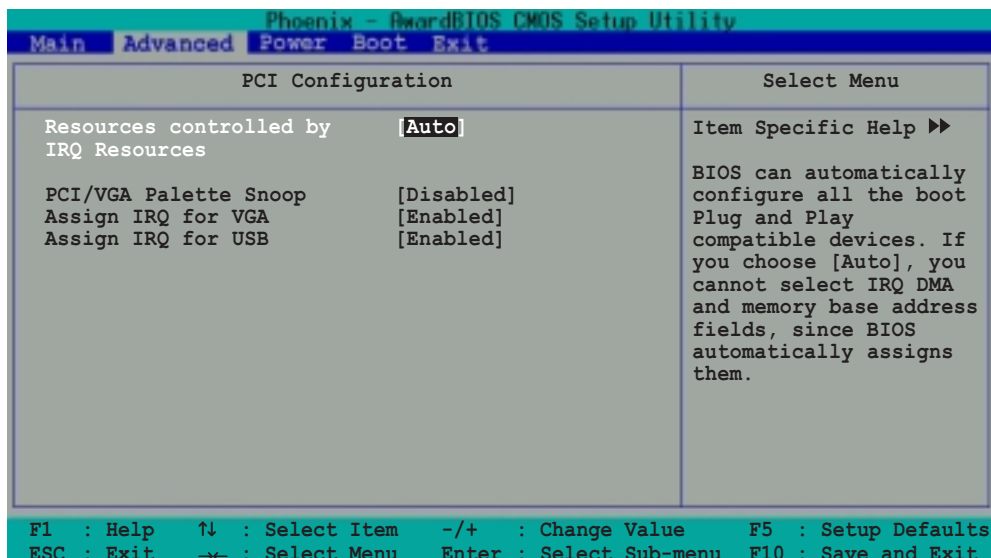 Phoenix - AwardBIOS CMOS Setup Utility
Main Advanced Power Boot Exit
PCI Configuration
Select Menu
Resources controlled by [Auto]
IRQ Resources
PCI/VGA Palette Snoop [Disabled]
Assign IRQ for VGA [Enabled]
Assign IRQ for USB [Enabled]
Item Specific Help ▶▶
BIOS can automatically
configure all the boot
Plug and Play
compatible devices. If
you choose [Auto], you
cannot select IRQ DMA
and memory base address
fields, since BIOS
automatically assigns
them.
F1 : Help ↑↓ : Select Item -/+ : Change Value F5 : Setup Defaults
ESC : Exit →← : Select Menu Enter : Select Sub-menu F10 : Save and Exit